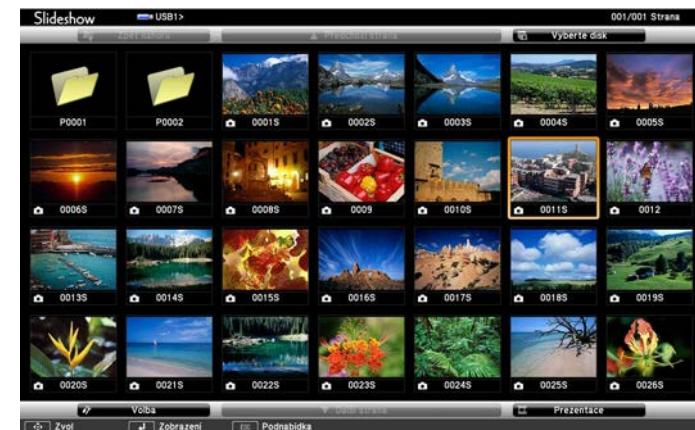 Slideshow USB1> 001/001 Strana
Zpět nahoru Předchozí strana Vyberte disk
P0001 P0002 0001S 0002S 0003S 0004S 0005S
0006S 0007S 0008S 0009 0010S 0011S 0012
0013S 0014S 0015S 0016S 0017S 0018S 0019S
0020S 0021S 0022S 0023S 0024S 0025S 0026S
Volba Další strana Prezentace
Zvol Zobrazení Esc Podnabídka